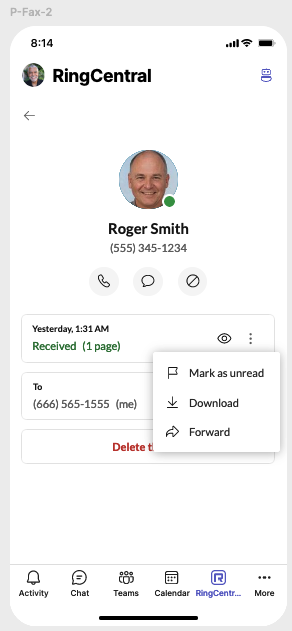 P-Fax-2
8:14
RingCentral
Roger Smith
(555) 345-1234
Yesterday, 1:31 AM
Received (1 page)
Mark as unread
To
(666) 565-1555 (me)
Download
Forward
Delete th
Activity
Chat
Teams
Calendar
RingCentr...
More